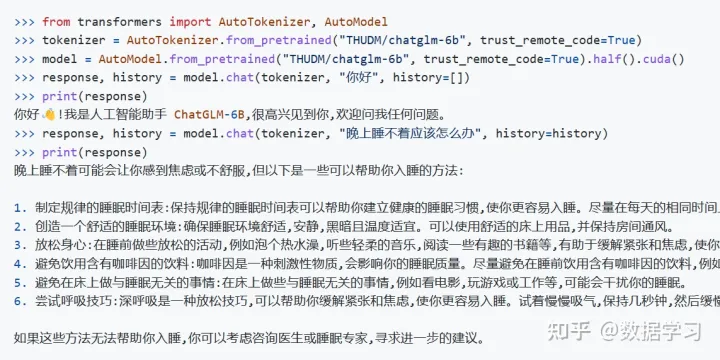 >>> from transformers import AutoTokenizer, AutoModel
>>> tokenizer = AutoTokenizer.from_pretrained("THUDM/chatglm-6b", trust_remote_code=True)
>>> model = AutoModel.from_pretrained("THUDM/chatglm-6b", trust_remote_code=True).half().cuda()
>>> response, history = model.chat(tokenizer, "你好", history=[])
>>> print(response)
你好👋!我是人工智能助手 ChatGLM-6B,很高兴见到你,欢迎问我任何问题。
>>> response, history = model.chat(tokenizer, "晚上睡不着应该怎么办", history=history)
>>> print(response)
晚上睡不着可能会让你感到焦虑或不舒服,但以下是一些可以帮助你入睡的方法:
1. 制定规律的睡眠时间表:保持规律的睡眠时间表可以帮助你建立健康的睡眠习惯,使你更容易入睡。尽量在每天的相同时间上
2. 创造一个舒适的睡眠环境:确保睡眠环境舒适,安静,黑暗且温度适宜。可以使用舒适的床上用品,并保持房间通风。
3. 放松身心:在睡前做些放松的活动,例如泡个热水澡,听些轻柔的音乐,阅读一些有趣的书籍等,有助于缓解紧张和焦虑,使你
4. 避免饮用含有咖啡因的饮料:咖啡因是一种刺激性物质,会影响你的睡眠质量。尽量避免在睡前饮用含有咖啡因的饮料,例如
5. 避免在床上做与睡眠无关的事情:在床上做些与睡眠无关的事情,例如看电影,玩游戏或工作等,可能会干扰你的睡眠。
6. 尝试呼吸技巧:深呼吸是一种放松技巧,可以帮助你缓解紧张和焦虑,使你更容易入睡。试着慢慢吸气,保持几秒钟,然后缓慢
如果这些方法无法帮助你入睡,你可以考虑咨询医生或睡眠专家,寻求进一步的建议。
知乎 @数据学习